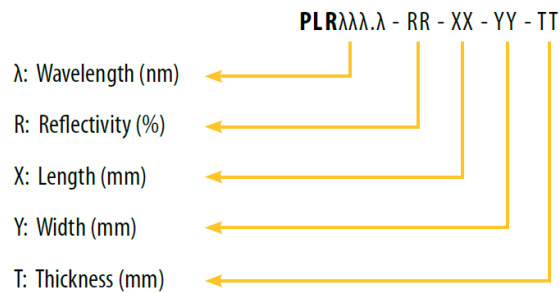 PLRλλλ.λ - RR - XX - YY - TT
λ: Wavelength (nm)
R: Reflectivity (%)
X: Length (mm)
Y: Width (mm)
T: Thickness (mm)